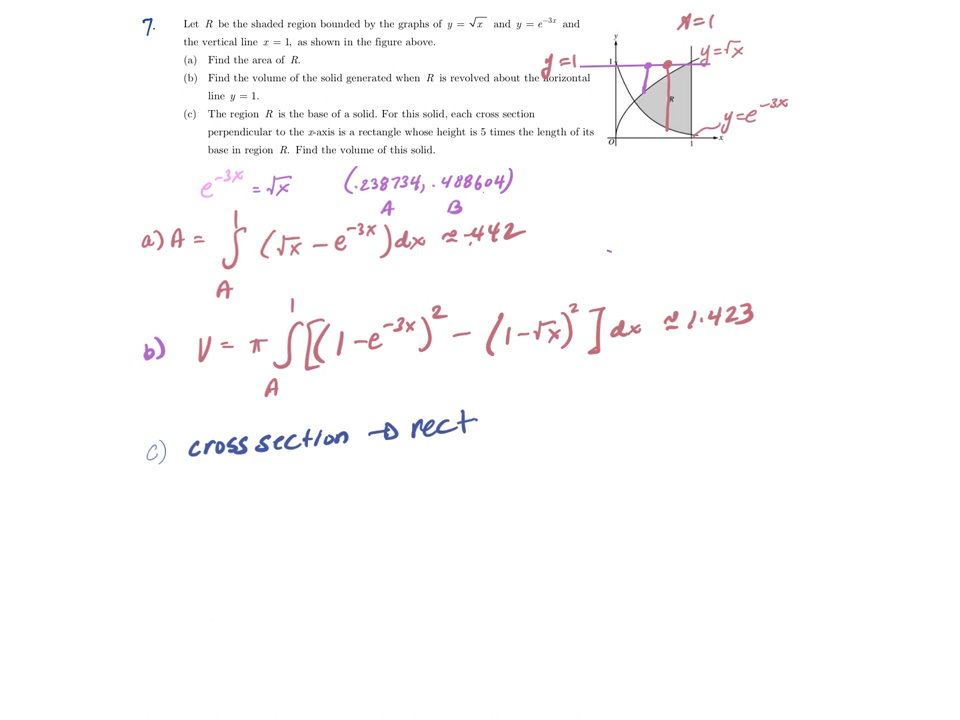 7. Let R be the shaded region bounded by the graphs of y = √x and y = e^{-3x} and
the vertical line x = 1, as shown in the figure above.
(a) Find the area of R.
(b) Find the volume of the solid generated when R is revolved about the horizontal
line y = 1.
(c) The region R is the base of a solid. For this solid, each cross section
perpendicular to the x-axis is a rectangle whose height is 5 times the length of its
base in region R. Find the volume of this solid.
x=1
y
y=√x
y=1
1
R
y=e^{-3x}
O
1
x
e^{-3x} = √x (.238734, .488604)
A B
a) A = ∫_A^1 (√x - e^{-3x}) dx ≈ .442
b) V = π ∫_A^1 [(1-e^{-3x})^2 - (1-√x)^2] dx ≈ 1.423
c) cross section → rect